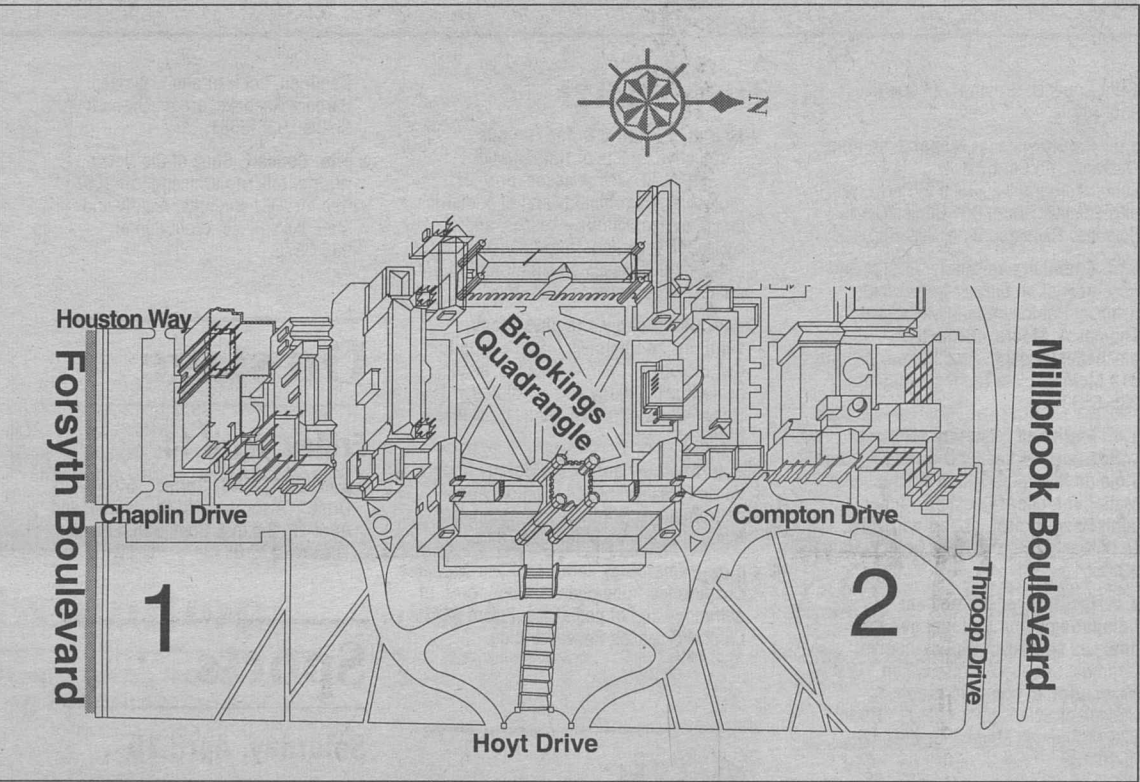 N
Houston Way
Forsyth Boulevard
Brookings
Quadrangle
Millbrook Boulevard
Chaplin Drive
Compton Drive
1
2
Throop Drive
Hoyt Drive